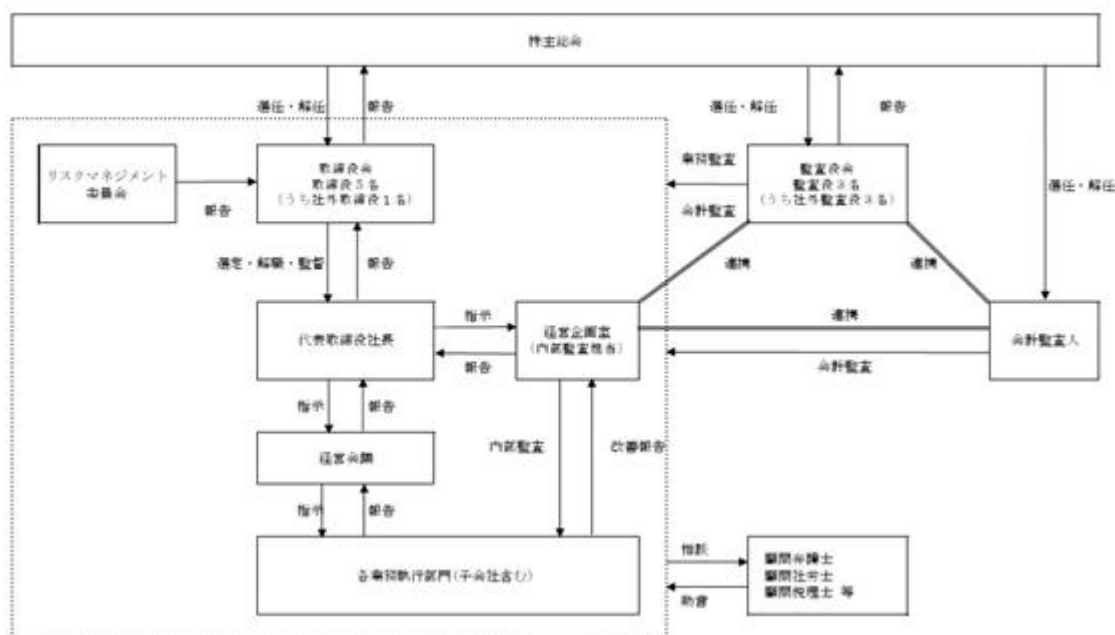 株主総会
選任・解任
報告
選任・解任
報告
選任・解任
リスクマネジメント
委員会
報告
取締役会
取締役5名
(うち社外取締役1名)
業務監査
会計監査
監査役会
監査役3名
(うち社外監査役3名)
選定・解職・監督
報告
連携
連携
代表取締役社長
指示
報告
経営企画室
(内部監査担当)
連携
会計監査
会計監査人
指示
報告
経営会議
内部監査
改善報告
指示
報告
各業務執行部門(子会社含む)
相談
助言
顧問弁護士
顧問社労士
顧問税理士 等